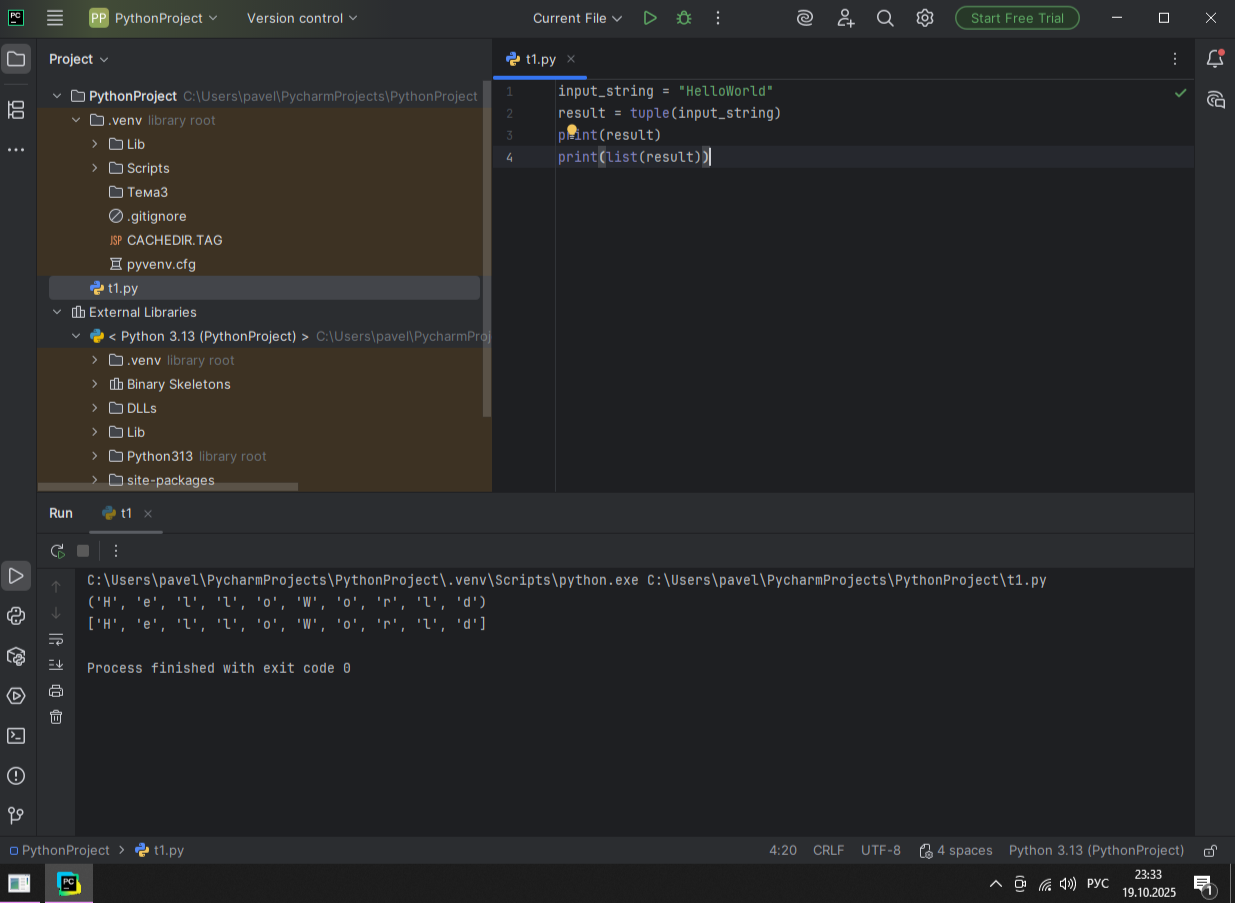 PC
PP PythonProject Version control Current File Start Free Trial
Project
t1.py
PythonProject C:\Users\pavel\PycharmProjects\PythonProject
.venv library root
Lib
Scripts
Тема3
.gitignore
JSP CACHEDIR.TAG
pyvenv.cfg
t1.py
External Libraries
< Python 3.13 (PythonProject) > C:\Users\pavel\PycharmProj
.venv library root
Binary Skeletons
DLLs
Lib
Python313 library root
site-packages
1 input_string = "HelloWorld"
2 result = tuple(input_string)
3 print(result)
4 print(list(result))
Run t1
C:\Users\pavel\PycharmProjects\PythonProject\.venv\Scripts\python.exe C:\Users\pavel\PycharmProjects\PythonProject\t1.py
('H', 'e', 'l', 'l', 'o', 'W', 'o', 'r', 'l', 'd')
['H', 'e', 'l', 'l', 'o', 'W', 'o', 'r', 'l', 'd']
Process finished with exit code 0
PythonProject > t1.py 4:20 CRLF UTF-8 4 spaces Python 3.13 (PythonProject)
PC РУС 23:33
19.10.2025 1